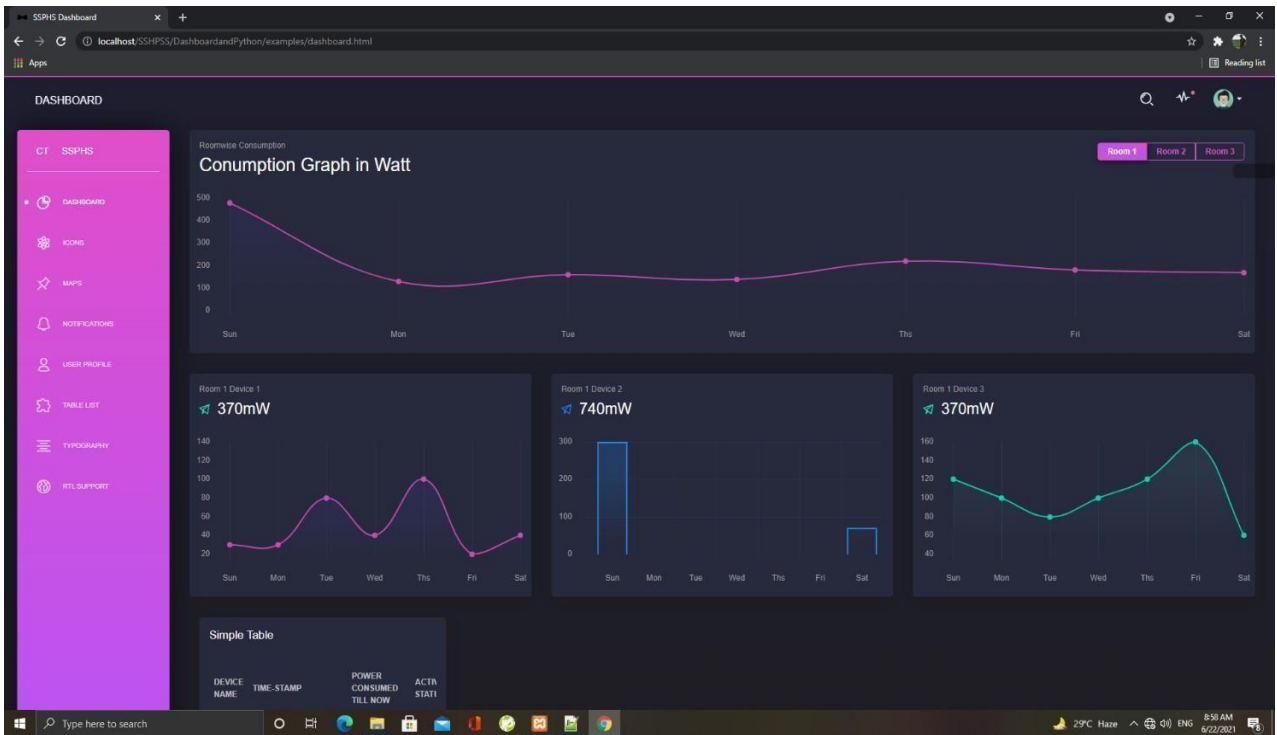 SSPHS Dashboard
localhost/SSHPSS/DashboardandPython/examples/dashboard.html
Apps
Reading list
DASHBOARD
CT SSPHS
DASHBOARD
ICONS
MAPS
NOTIFICATIONS
USER PROFILE
TABLE LIST
TYPOGRAPHY
RTL SUPPORT
Roomwise Consumption
Conumption Graph in Watt
Room 1 Room 2 Room 3
500
400
300
200
100
0
Sun Mon Tue Wed Ths Fri Sat
Room 1 Device 1
370mW
140
120
100
80
60
40
20
Sun Mon Tue Wed Ths Fri Sat
Room 1 Device 2
740mW
300
200
100
0
Sun Mon Tue Wed Ths Fri Sat
Room 1 Device 3
370mW
160
140
120
100
80
60
40
Sun Mon Tue Wed Ths Fri Sat
Simple Table
DEVICE NAME
TIME-STAMP
POWER CONSUMED TILL NOW
Type here to search
29°C Haze
ENG
8:58 AM
6/22/2021